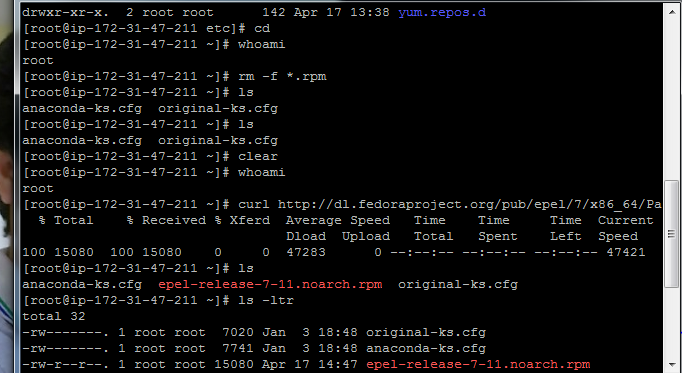 drwxr-xr-x.  2 root root      142 Apr 17 13:38 yum.repos.d
[root@ip-172-31-47-211 etc]# cd
[root@ip-172-31-47-211 ~]# whoami
root
[root@ip-172-31-47-211 ~]# rm -f *.rpm
[root@ip-172-31-47-211 ~]# ls
anaconda-ks.cfg  original-ks.cfg
[root@ip-172-31-47-211 ~]# ls
anaconda-ks.cfg  original-ks.cfg
[root@ip-172-31-47-211 ~]# clear
[root@ip-172-31-47-211 ~]# whoami
root
[root@ip-172-31-47-211 ~]# curl http://dl.fedoraproject.org/pub/epel/7/x86_64/Pa
  % Total    % Received % Xferd  Average Speed   Time    Time     Time  Current
                                 Dload  Upload   Total   Spent    Left  Speed
100 15080  100 15080    0     0  47283      0 --:--:-- --:--:-- --:--:-- 47421
[root@ip-172-31-47-211 ~]# ls
anaconda-ks.cfg  epel-release-7-11.noarch.rpm  original-ks.cfg
[root@ip-172-31-47-211 ~]# ls -ltr
total 32
-rw-------. 1 root root  7020 Jan  3 18:48 original-ks.cfg
-rw-------. 1 root root  7741 Jan  3 18:48 anaconda-ks.cfg
-rw-r--r--. 1 root root 15080 Apr 17 14:47 epel-release-7-11.noarch.rpm